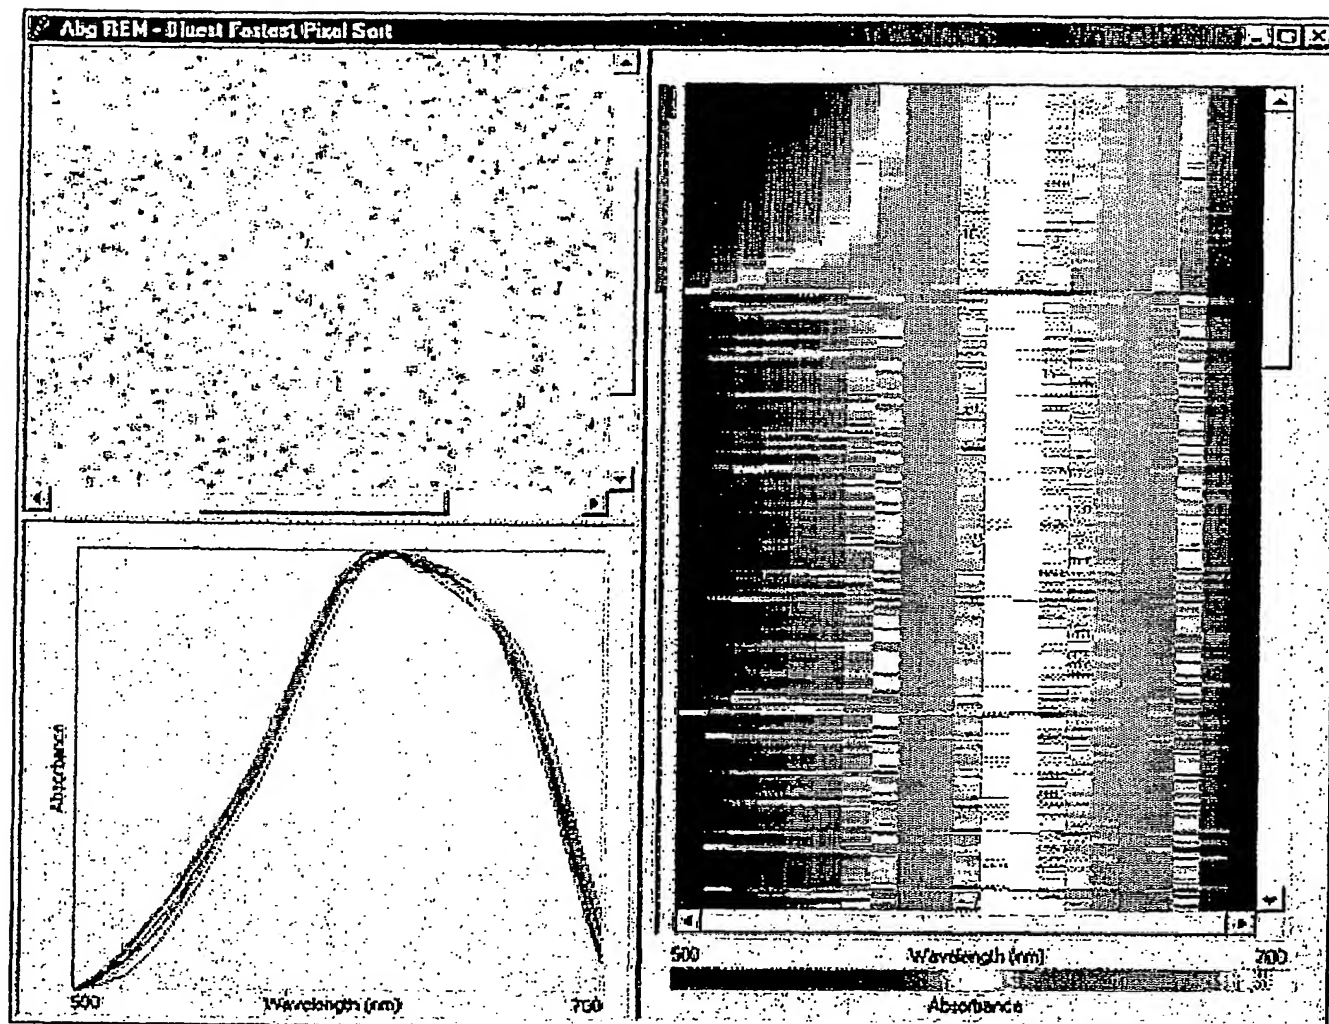 Abg REM - Bluest Fastest Pixel Sort
Absorbance
500 Wavelength (nm) 700
500 Wavelength (nm) 700
Absorbance